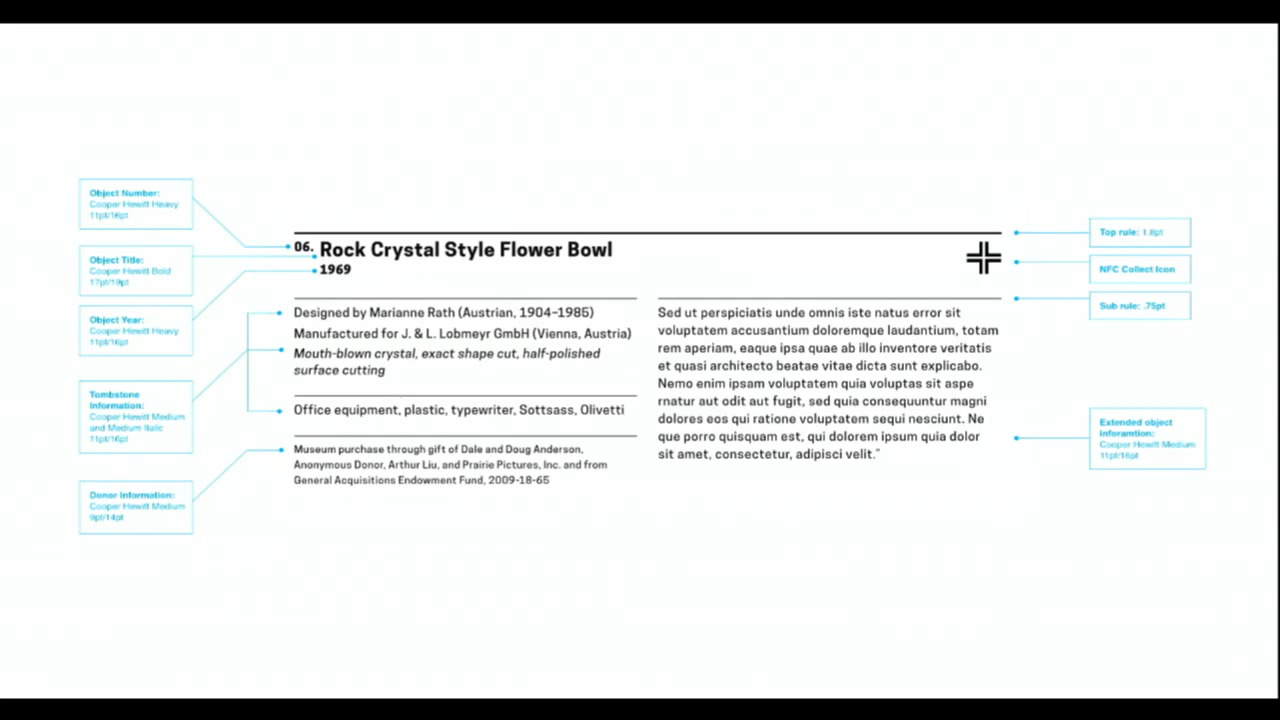 Object Number:
Cooper Hewitt Heavy
11pt/16pt
Object Title:
Cooper Hewitt Bold
17pt/19pt
Object Year:
Cooper Hewitt Heavy
11pt/16pt
Tombstone
Information:
Cooper Hewitt Medium
and Medium Italic
11pt/16pt
Donor Information:
Cooper Hewitt Medium
9pt/14pt
06. Rock Crystal Style Flower Bowl
1969
Designed by Marianne Rath (Austrian, 1904–1985)
Manufactured for J. & L. Lobmeyr GmbH (Vienna, Austria)
Mouth-blown crystal, exact shape cut, half-polished
surface cutting
Office equipment, plastic, typewriter, Sottsass, Olivetti
Museum purchase through gift of Dale and Doug Anderson,
Anonymous Donor, Arthur Liu, and Prairie Pictures, Inc. and from
General Acquisitions Endowment Fund, 2009-18-65
Sed ut perspiciatis unde omnis iste natus error sit
voluptatem accusantium doloremque laudantium, totam
rem aperiam, eaque ipsa quae ab illo inventore veritatis
et quasi architecto beatae vitae dicta sunt explicabo.
Nemo enim ipsam voluptatem quia voluptas sit aspe
rnatur aut odit aut fugit, sed quia consequuntur magni
dolores eos qui ratione voluptatem sequi nesciunt. Ne
que porro quisquam est, qui dolorem ipsum quia dolor
sit amet, consectetur, adipisci velit."
Top rule: 1.8pt
NFC Collect Icon
Sub rule: .75pt
Extended object
inforamtion:
Cooper Hewitt Medium
11pt/16pt